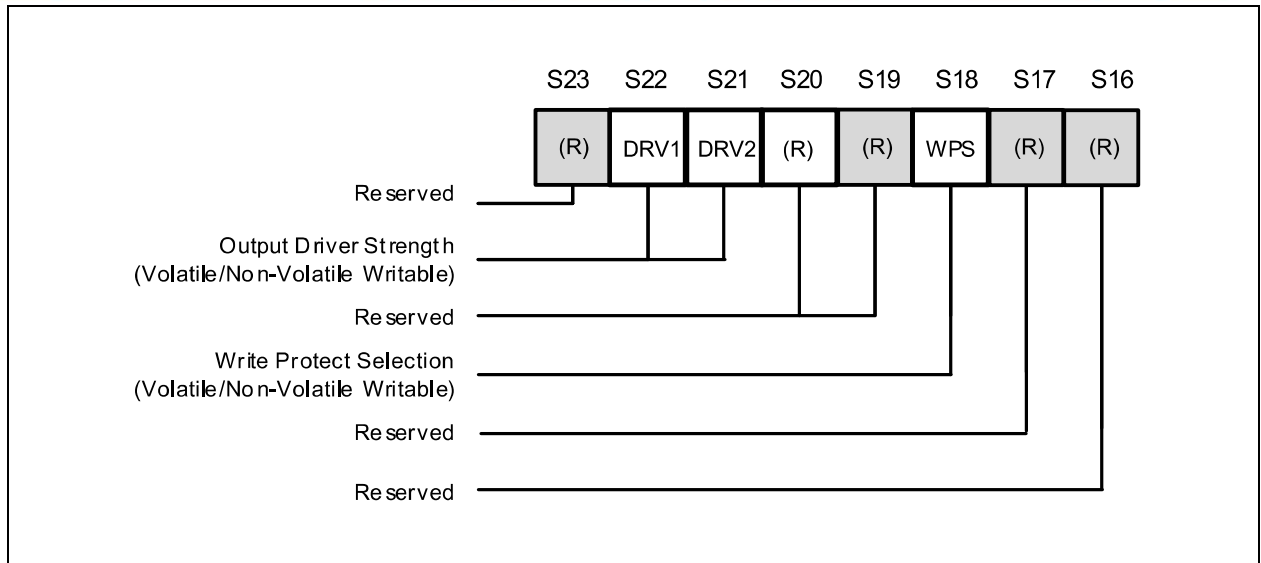 S23 S22 S21 S20 S19 S18 S17 S16
(R) DRV1 DRV2 (R) (R) WPS (R) (R)
Reserved
Output Driver Strength
(Volatile/Non-Volatile Writable)
Reserved
Write Protect Selection
(Volatile/Non-Volatile Writable)
Reserved
Reserved